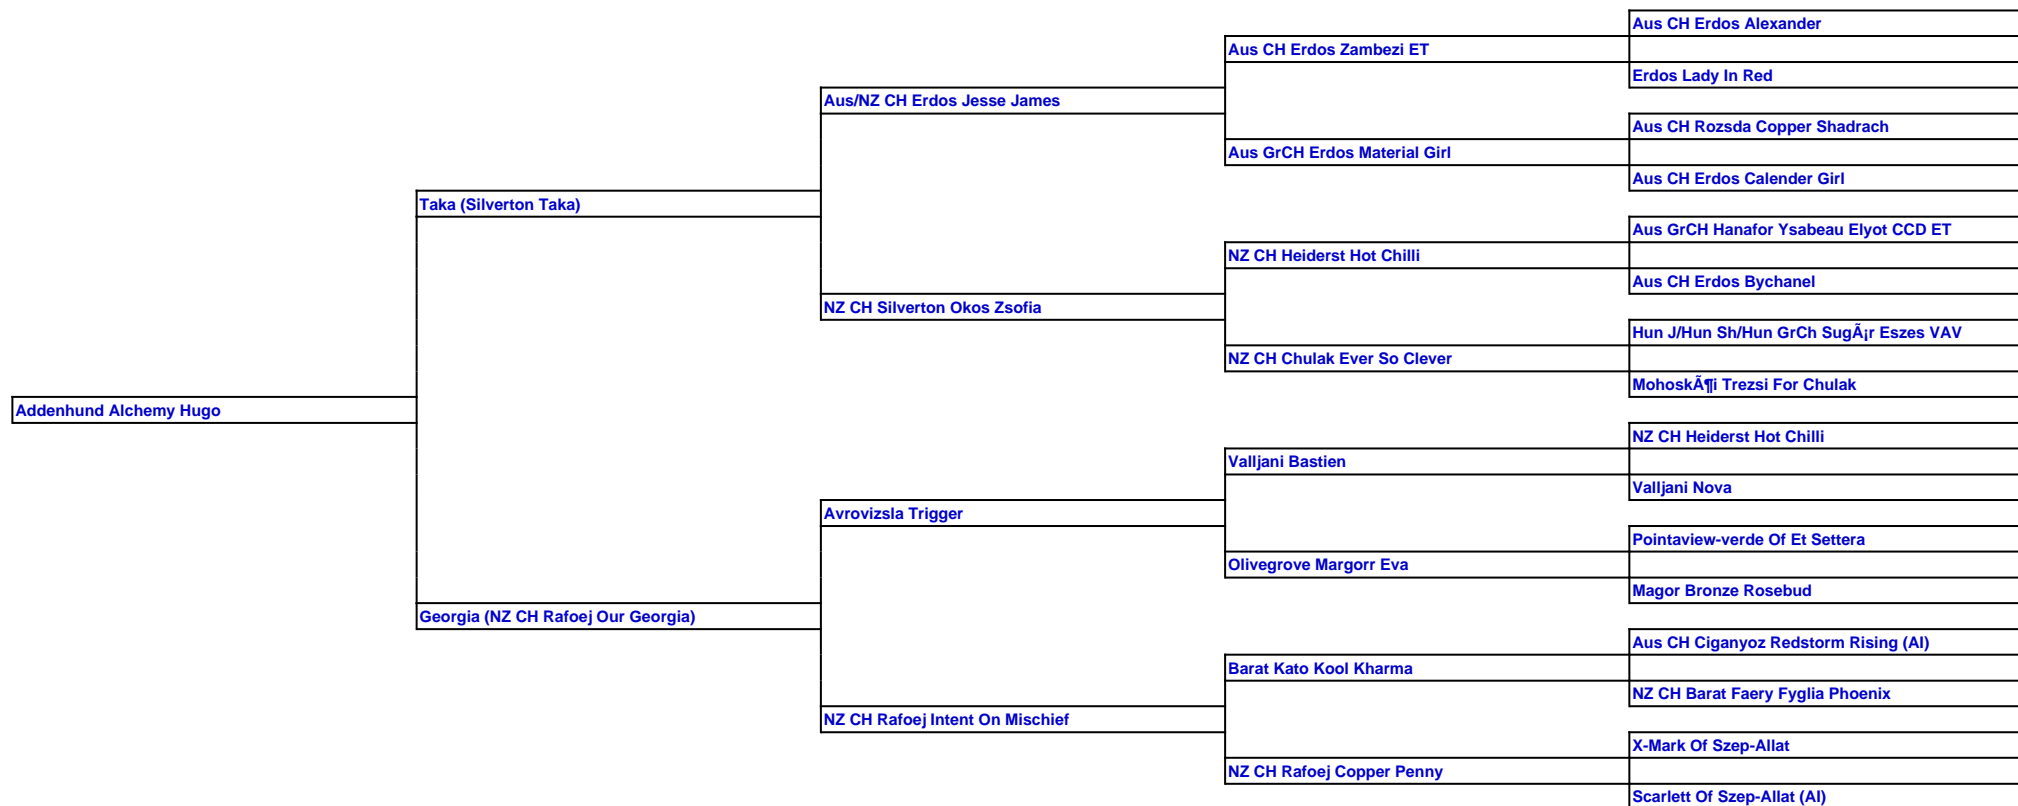 Aus CH Erdos Alexander
Aus CH Erdos Zambezi ET
Erdos Lady In Red
Aus/NZ CH Erdos Jesse James
Aus CH Rozsda Copper Shadrach
Aus GrCH Erdos Material Girl
Aus CH Erdos Calender Girl
Taka (Silverton Taka)
Aus GrCH Hanafor Ysabeau Elyot CCD ET
NZ CH Heiderst Hot Chilli
Aus CH Erdos Bychanel
NZ CH Silverton Okos Zsofia
Hun J/Hun Sh/Hun GrCh SugÃ¡r Eszes VAV
NZ CH Chulak Ever So Clever
MohoskÃ¶i Trezsi For Chulak
Addenhund Alchemy Hugo
NZ CH Heiderst Hot Chilli
Valljani Bastien
Valljani Nova
Avrovizsla Trigger
Pointaview-verde Of Et Settera
Olivegrove Margorr Eva
Magor Bronze Rosebud
Georgia (NZ CH Rafoej Our Georgia)
Aus CH Ciganyoz Redstorm Rising (AI)
Barat Kato Kool Kharma
NZ CH Barat Faery Fyglia Phoenix
NZ CH Rafoej Intent On Mischief
X-Mark Of Szep-Allat
NZ CH Rafoej Copper Penny
Scarlett Of Szep-Allat (AI)